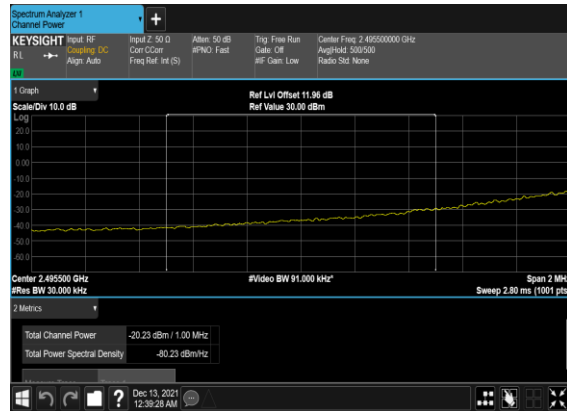 Spectrum Analyzer 1
Channel Power
+
KEYSIGHT
RL
LV
Input: RF
Coupling: DC
Align: Auto
Input Z: 50 Ω
Corr CCorr
Freq Ref: Int (S)
Atten: 50 dB
#PNO: Fast
Trig: Free Run
Gate: Off
#IF Gain: Low
Center Freq: 2.495500000 GHz
Avg|Hold: 500/500
Radio Std: None
1 Graph
Scale/Div 10.0 dB
Ref Lvl Offset 11.96 dB
Ref Value 30.00 dBm
Log
20.0
10.0
0.00
-10.0
-20.0
-30.0
-40.0
-50.0
-60.0
Center 2.495500 GHz
#Res BW 30.000 kHz
#Video BW 91.000 kHz*
Span 2 MH
Sweep 2.80 ms (1001 pts
2 Metrics
Total Channel Power -20.23 dBm / 1.00 MHz
Total Power Spectral Density -80.23 dBm/Hz
?
Dec 13, 2021
12:39:28 AM